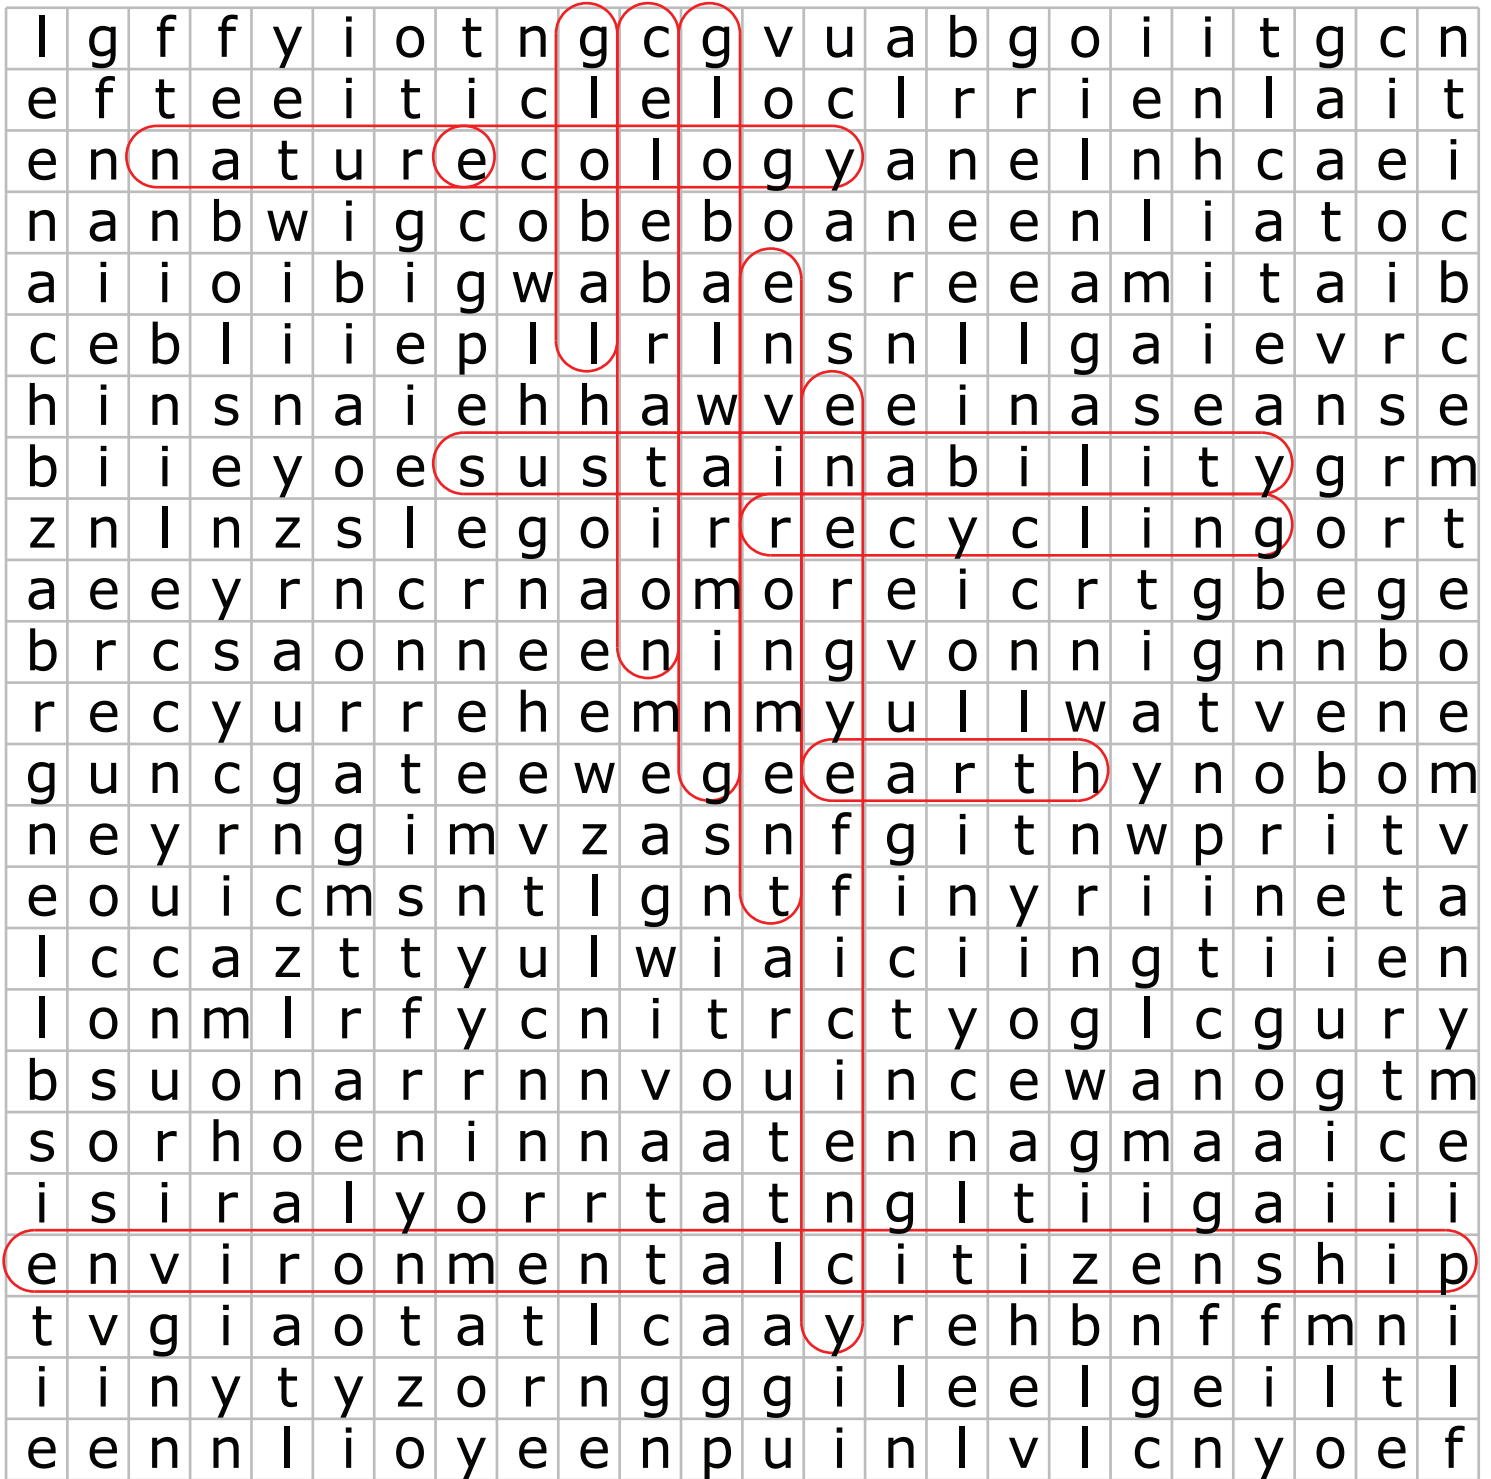 l g f f y i o t n g c g v u a b g o i i t g c n
e f t e e i t i c l e l o c l r r i e n l a i t
e n n a t u r e c o l o g y a n e l n h c a e i
n a n b w i g c o b e b o a n e e n l i a t o c
a i i o i b i g w a b a e s r e e a m i t a i b
c e b l i i e p l l r l n s n l l g a i e v r c
h i n s n a i e h h a w v e e i n a s e a n s e
b i i e y o e s u s t a i n a b i l i t y g r m
z n l n z s l e g o i r r e c y c l i n g o r t
a e e y r n c r n a o m o r e i c r t g b e g e
b r c s a o n n e e n i n g v o n n i g n n b o
r e c y u r r e h e m n m y u l l w a t v e n e
g u n c g a t e e w e g e e a r t h y n o b o m
n e y r n g i m v z a s n f g i t n w p r i t v
e o u i c m s n t l g n t f i n y r i i n e t a
l c c a z t t y u l w i a i c i i n g t i i e n
l o n m l r f y c n i t r c t y o g l c g u r y
b s u o n a r r n n v o u i n c e w a n o g t m
s o r h o e n i n n a a t e n n a g m a a i c e
i s i r a l y o r r t a t n g l t i i g a i i i
e n v i r o n m e n t a l c i t i z e n s h i p
t v g i a o t a t l c a a y r e h b n f f m n i
i i n y t y z o r n g g g i l e e l g e i l t l
e e n n l i o y e e n p u i n l v l c n y o e f